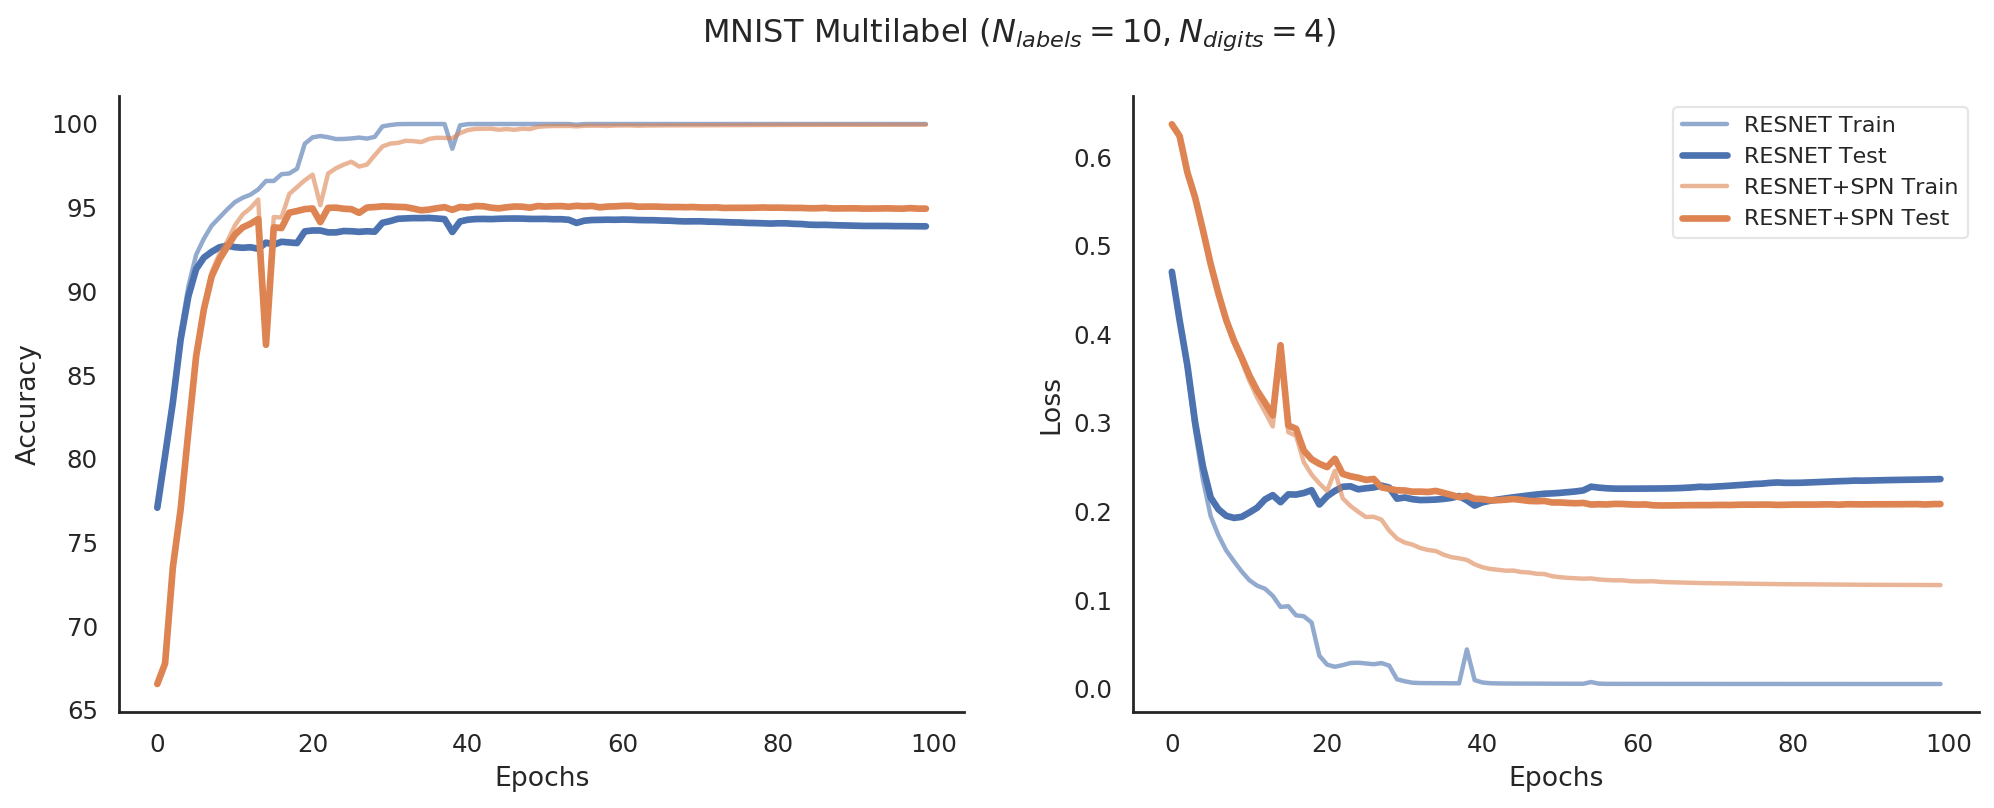 MNIST Multilabel (N_labels = 10, N_digits = 4)
100
95
90
85
80
75
70
65
Accuracy
0 20 40 60 80 100
Epochs
0.6
0.5
0.4
0.3
0.2
0.1
0.0
Loss
0 20 40 60 80 100
Epochs
RESNET Train
RESNET Test
RESNET+SPN Train
RESNET+SPN Test